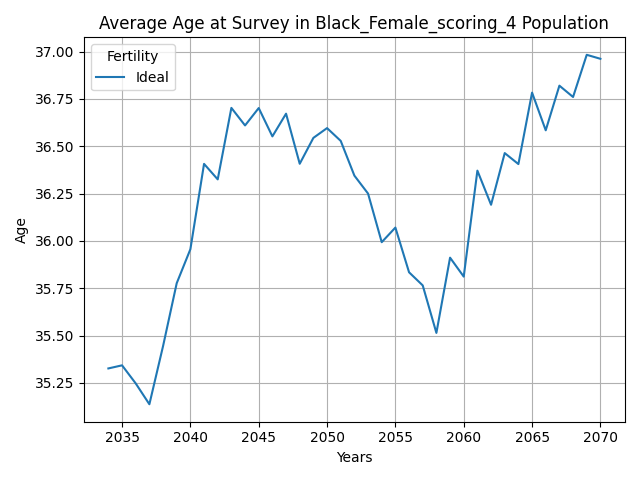 Average Age at Survey in Black_Female_scoring_4 Population
Fertility
Ideal
Age
37.00
36.75
36.50
36.25
36.00
35.75
35.50
35.25
2035 2040 2045 2050 2055 2060 2065 2070
Years